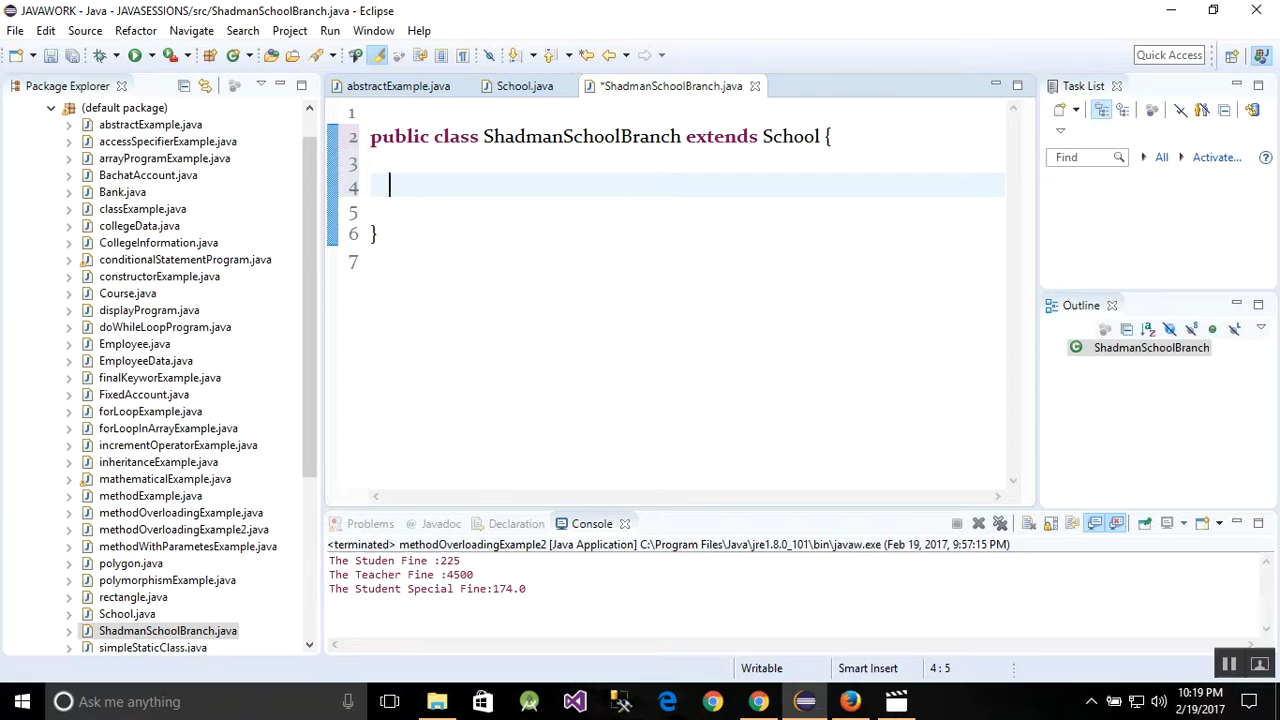 JAVAWORK - Java - JAVASESSIONS/src/ShadmanSchoolBranch.java - Eclipse
File Edit Source Refactor Navigate Search Project Run Window Help
Quick Access
Package Explorer
(default package)
abstractExample.java
accessSpecifierExample.java
arrayProgramExample.java
BachatAccount.java
Bank.java
classExample.java
collegeData.java
CollegeInformation.java
conditionalStatementProgram.java
constructorExample.java
Course.java
displayProgram.java
doWhileLoopProgram.java
Employee.java
EmployeeData.java
finalKeyworExample.java
FixedAccount.java
forLoopExample.java
forLoopInArrayExample.java
incrementOperatorExample.java
inheritanceExample.java
mathematicalExample.java
methodExample.java
methodOverloadingExample.java
methodOverloadingExample2.java
methodWithParametesExample.java
polygon.java
polymorphismExample.java
rectangle.java
School.java
ShadmanSchoolBranch.java
simpleStaticClass.java
abstractExample.java School.java *ShadmanSchoolBranch.java
1
2 public class ShadmanSchoolBranch extends School {
3
4
5
6 }
7
Task List
Find All Activate...
Outline
ShadmanSchoolBranch
Problems @ Javadoc Declaration Console
<terminated> methodOverloadingExample2 [Java Application] C:\Program Files\Java\jre1.8.0_101\bin\javaw.exe (Feb 19, 2017, 9:57:15 PM)
The Studen Fine :225
The Teacher Fine :4500
The Student Special Fine:174.0
Writable Smart Insert 4 : 5
Ask me anything
10:19 PM
2/19/2017